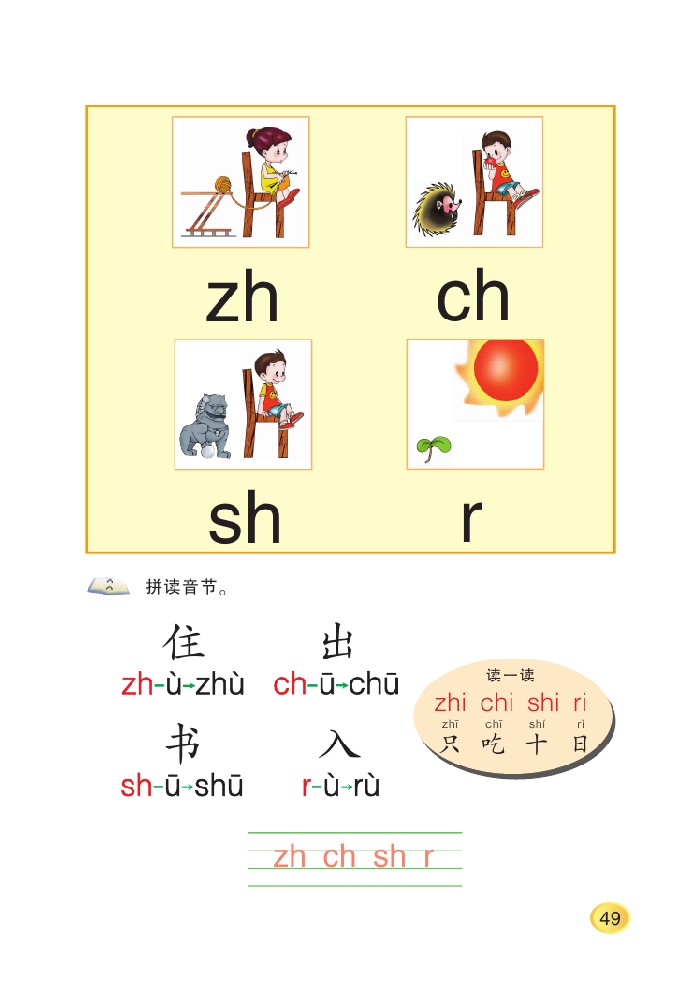 zh ch
sh r
拼读音节。
住 出
zh-ù→zhù ch-ū→chū
书 入
sh-ū→shū r-ù→rù
读一读
zhi chi shi ri
zhī chī shí rì
只 吃 十 日
zh ch sh r
49